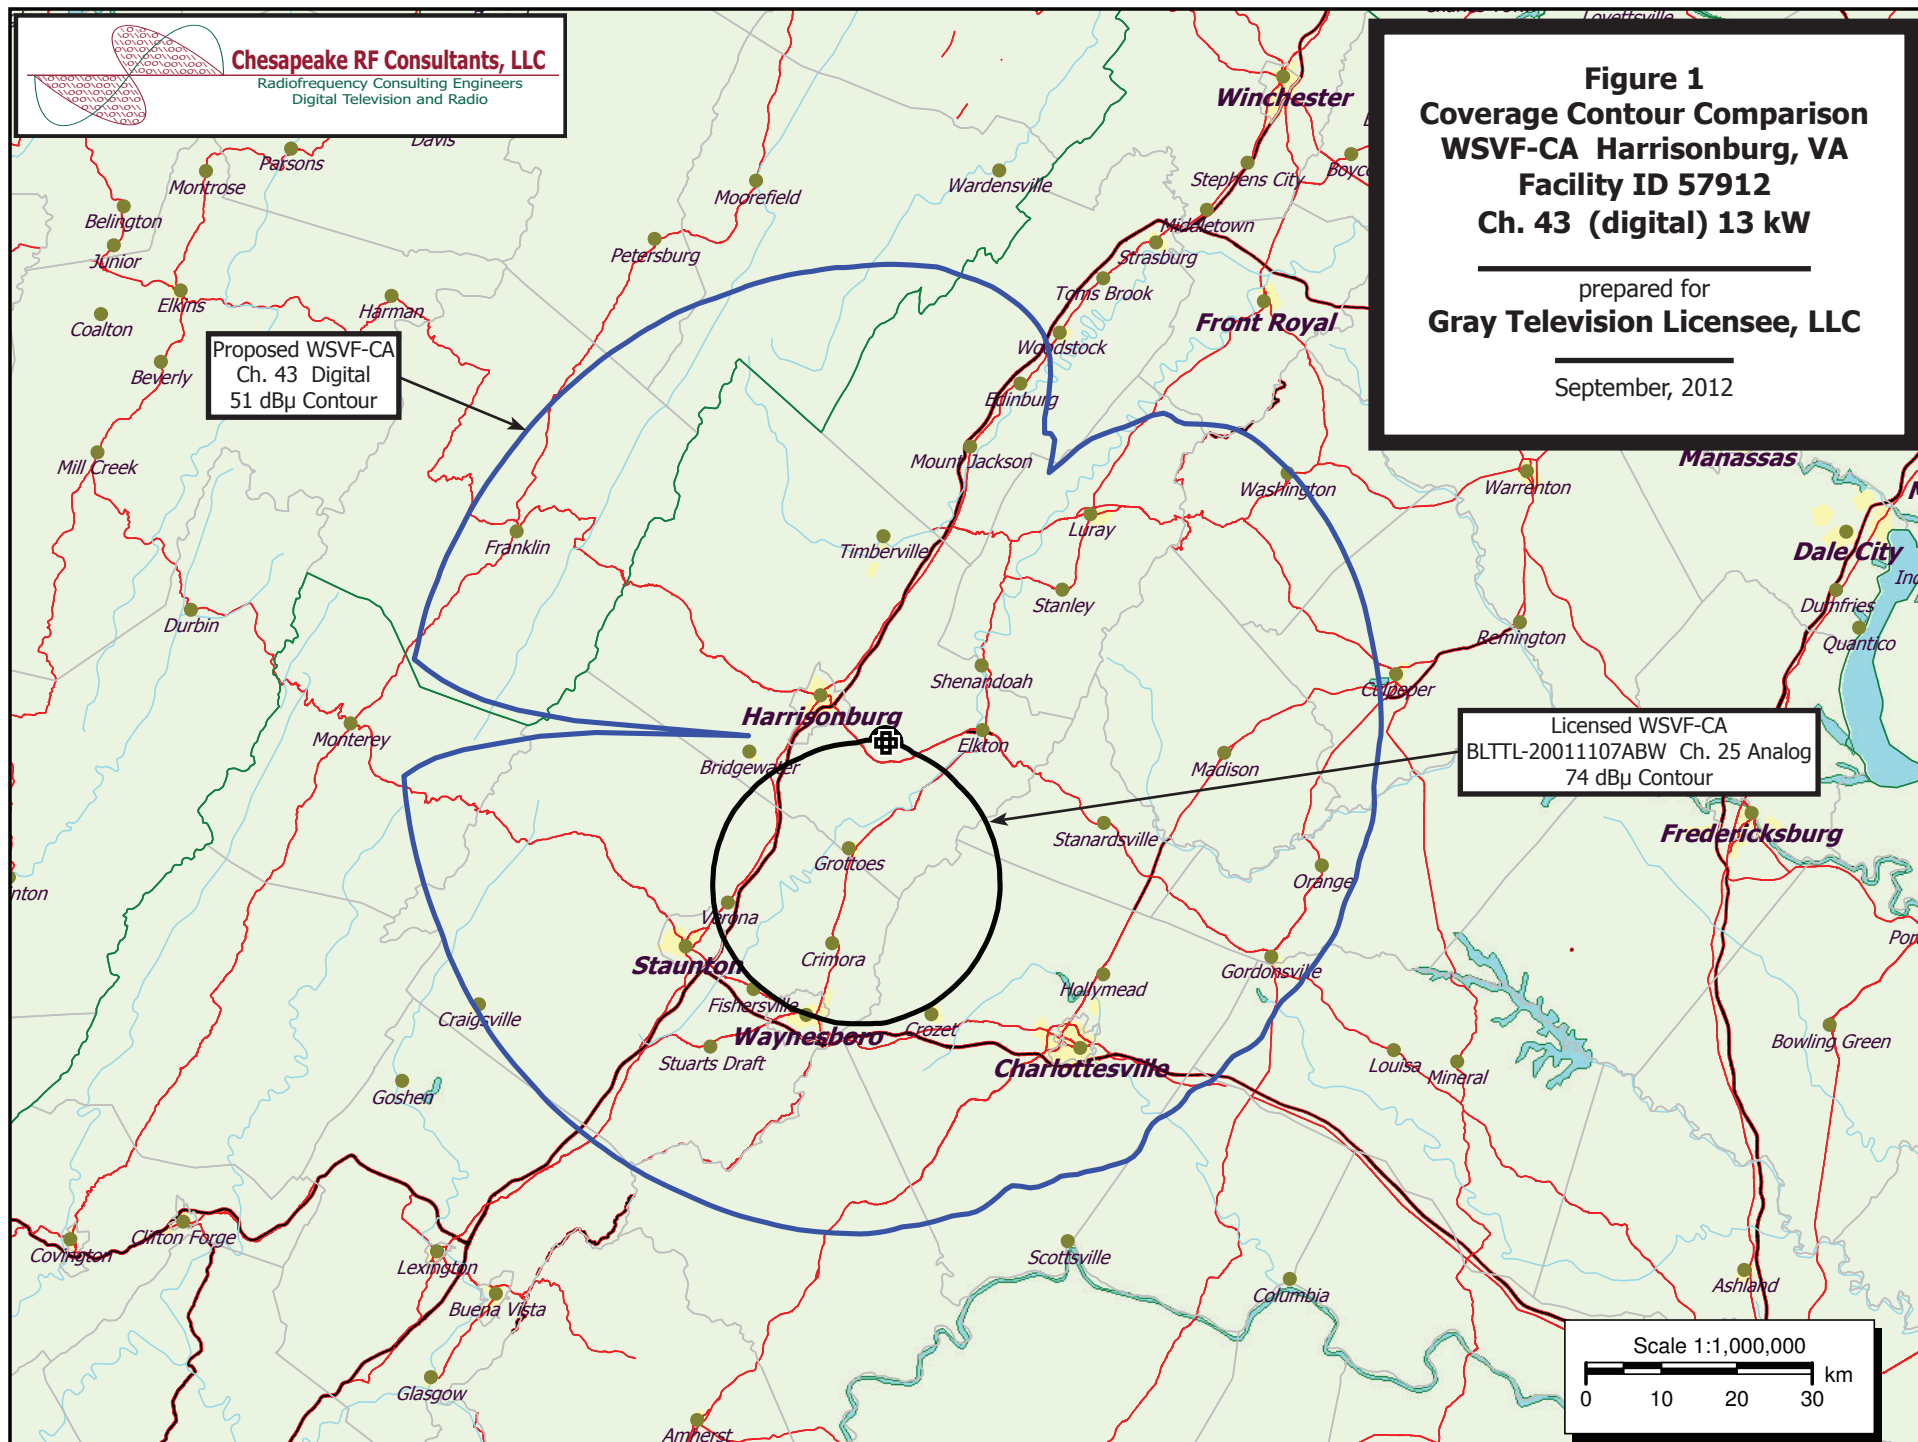 Chesapeake RF Consultants, LLC
Radiofrequency Consulting Engineers
Digital Television and Radio
Figure 1
Coverage Contour Comparison
WSVF-CA Harrisonburg, VA
Facility ID 57912
Ch. 43 (digital) 13 kW
prepared for
Gray Television Licensee, LLC
September, 2012
Lovettsville
Winchester
Davis
Parsons
Montrose
Moorefield
Wardensville
Stephens City
Belington
Middletown
Junior
Petersburg
Strasburg
Elkins
Harman
Toms Brook
Coalton
Front Royal
Proposed WSVF-CA
Ch. 43 Digital
51 dBµ Contour
Woodstock
Beverly
Edinburg
Mill Creek
Mount Jackson
Manassas
Washington
Warrenton
Franklin
Timberville
Luray
Dale City
Stanley
Dumfries
Durbin
Remington
Quantico
Shenandoah
Culpeper
Harrisonburg
Monterey
Elkton
Bridgewater
Madison
Licensed WSVF-CA
BLTTL-20011107ABW Ch. 25 Analog
74 dBµ Contour
Stanardsville
Fredericksburg
Grottoes
Orange
nton
Verona
Por
Staunton
Crimora
Gordonsville
Hollymead
Fishersville
Craigsville
Waynesboro
Crozet
Bowling Green
Stuarts Draft
Charlottesville
Louisa
Mineral
Goshen
Clifton Forge
Covington
Lexington
Scottsville
Columbia
Ashland
Buena Vista
Glasgow
Amherst
Scale 1:1,000,000
km
0 10 20 30